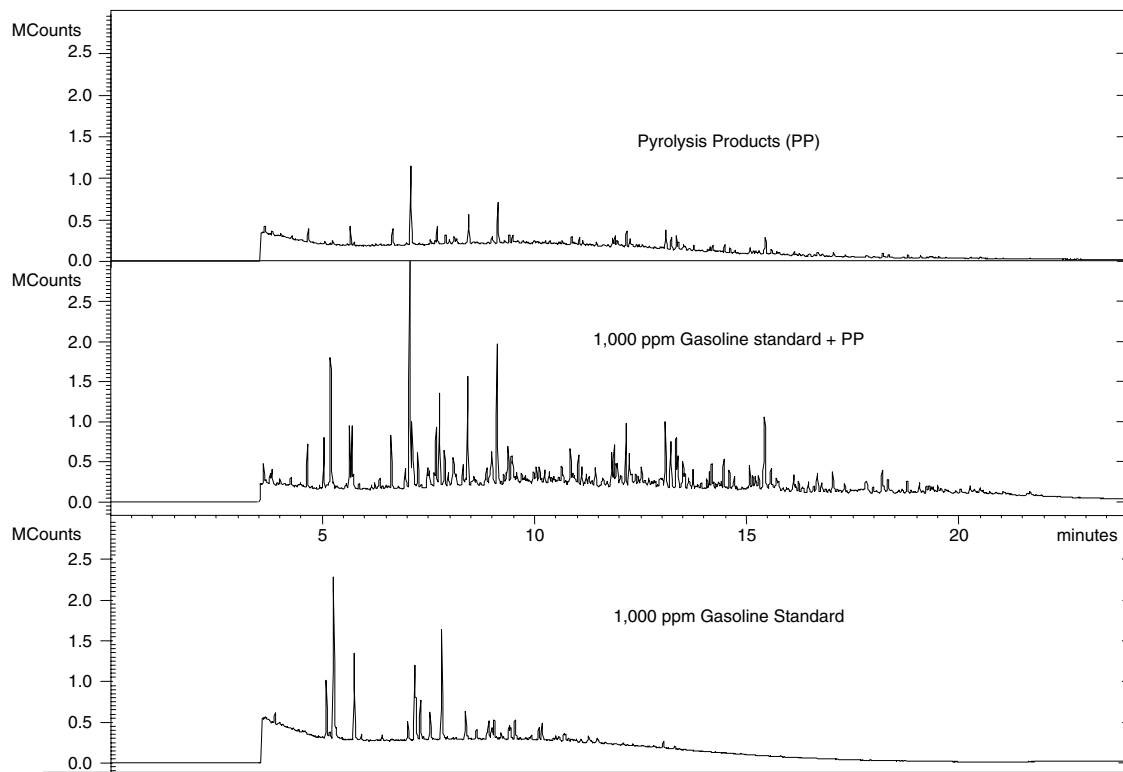 MCounts
2.5
2.0
1.5
Pyrolysis Products (PP)
1.0
0.5
0.0
MCounts
2.5
2.0
1,000 ppm Gasoline standard + PP
1.5
1.0
0.5
0.0
5 10 15 20 minutes
MCounts
2.5
2.0
1,000 ppm Gasoline Standard
1.5
1.0
0.5
0.0